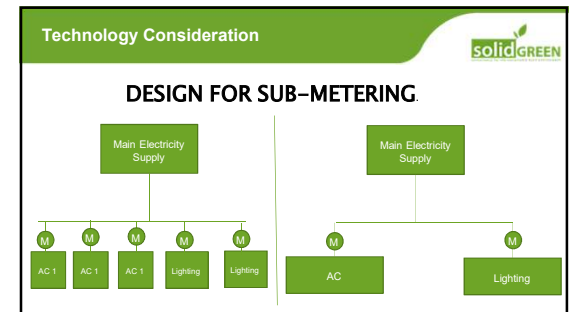 Technology Consideration
solidGREEN
DESIGN FOR SUB-METERING.
Main Electricity
Supply
M
M
M
M
M
AC 1
AC 1
AC 1
Lighting
Lighting
Main Electricity
Supply
M
M
AC
Lighting